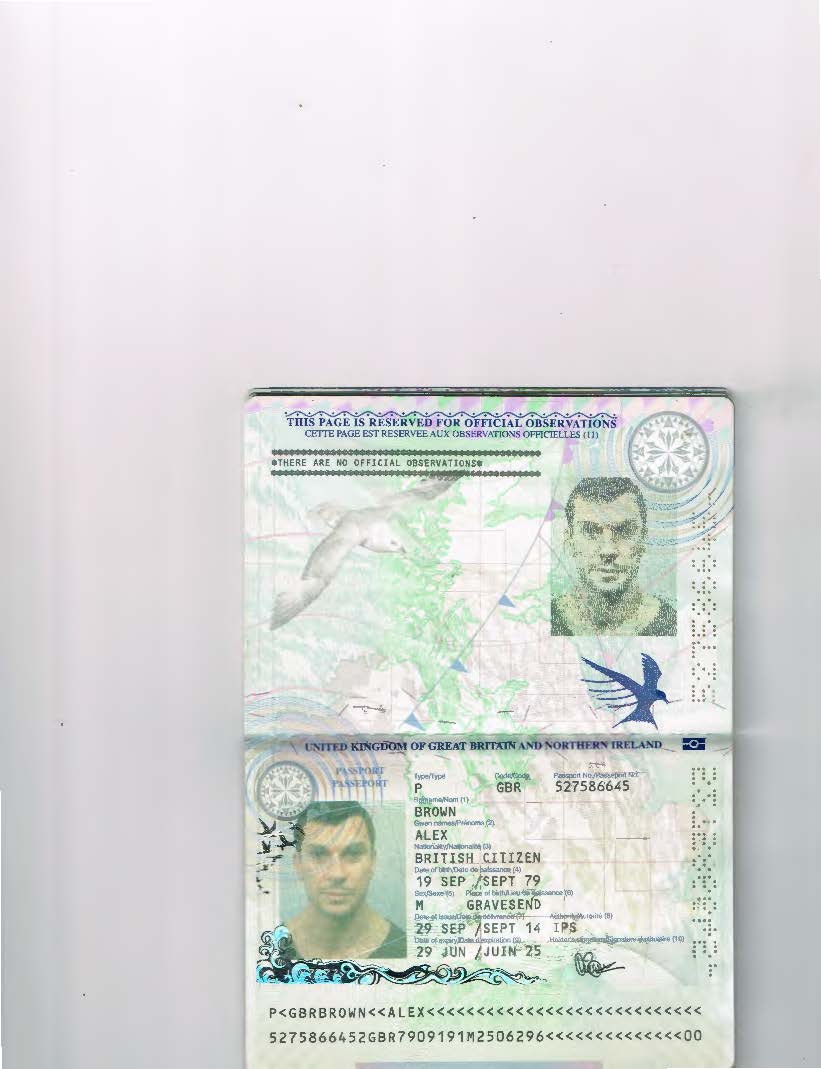 THIS PAGE IS RESERVED FOR OFFICIAL OBSERVATIONS
CETTE PAGE EST RESERVEE AUX OBSERVATIONS OFFICIELLES (11)
*THERE ARE NO OFFICIAL OBSERVATIONS*
UNITED KINGDOM OF GREAT BRITAIN AND NORTHERN IRELAND
PASSPORT
PASSEPORT
Type/Type Code/Code Passport No./Passeport No.
P GBR 527586645
Surname/Nom (1)
BROWN
Given names/Prénoms (2)
ALEX
Nationality/Nationalité (3)
BRITISH CITIZEN
Date of birth/Date de naissance (4)
19 SEP /SEPT 79
Sex/Sexe (5) Place of birth/Lieu de naissance (6)
M GRAVESEND
Date of issue/Date de délivrance (7) Authority/Autorité (8)
29 SEP /SEPT 14 IPS
Date of expiry/Date d'expiration (9) Holder's signature/Signature du titulaire (10)
29 JUN /JUIN 25
P<GBRBROWN<<ALEX<<<<<<<<<<<<<<<<<<<<<<<<<<<<
5275866452GBR7909191M2506296<<<<<<<<<<<<<<00